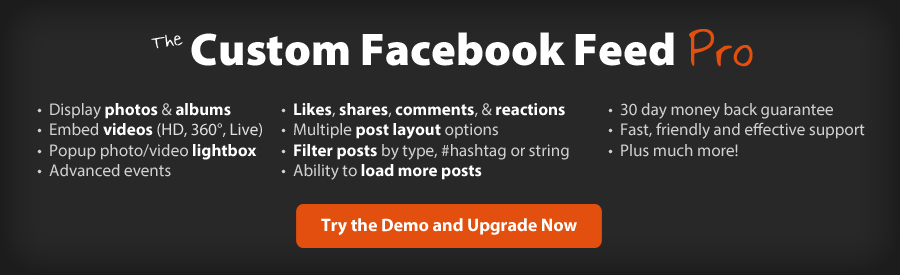 The Custom Facebook Feed Pro
• Display photos & albums
• Embed videos (HD, 360°, Live)
• Popup photo/video lightbox
• Advanced events
• Likes, shares, comments, & reactions
• Multiple post layout options
• Filter posts by type, #hashtag or string
• Ability to load more posts
• 30 day money back guarantee
• Fast, friendly and effective support
• Plus much more!
Try the Demo and Upgrade Now